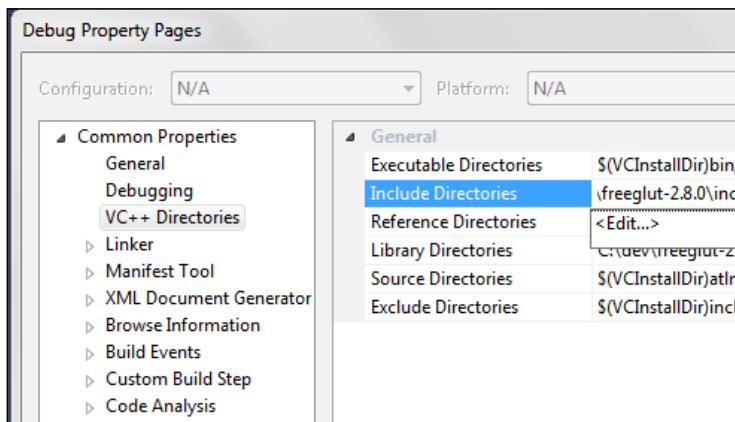 Debug Property Pages
Configuration: N/A Platform: N/A
Common Properties
General
Debugging
VC++ Directories
Linker
Manifest Tool
XML Document Generator
Browse Information
Build Events
Custom Build Step
Code Analysis
General
Executable Directories $(VCInstallDir)bin
Include Directories \freeglut-2.8.0\inc
Reference Directories <Edit...>
Library Directories C:\dev\freeglut-2
Source Directories $(VCInstallDir)atl
Exclude Directories $(VCInstallDir)incl